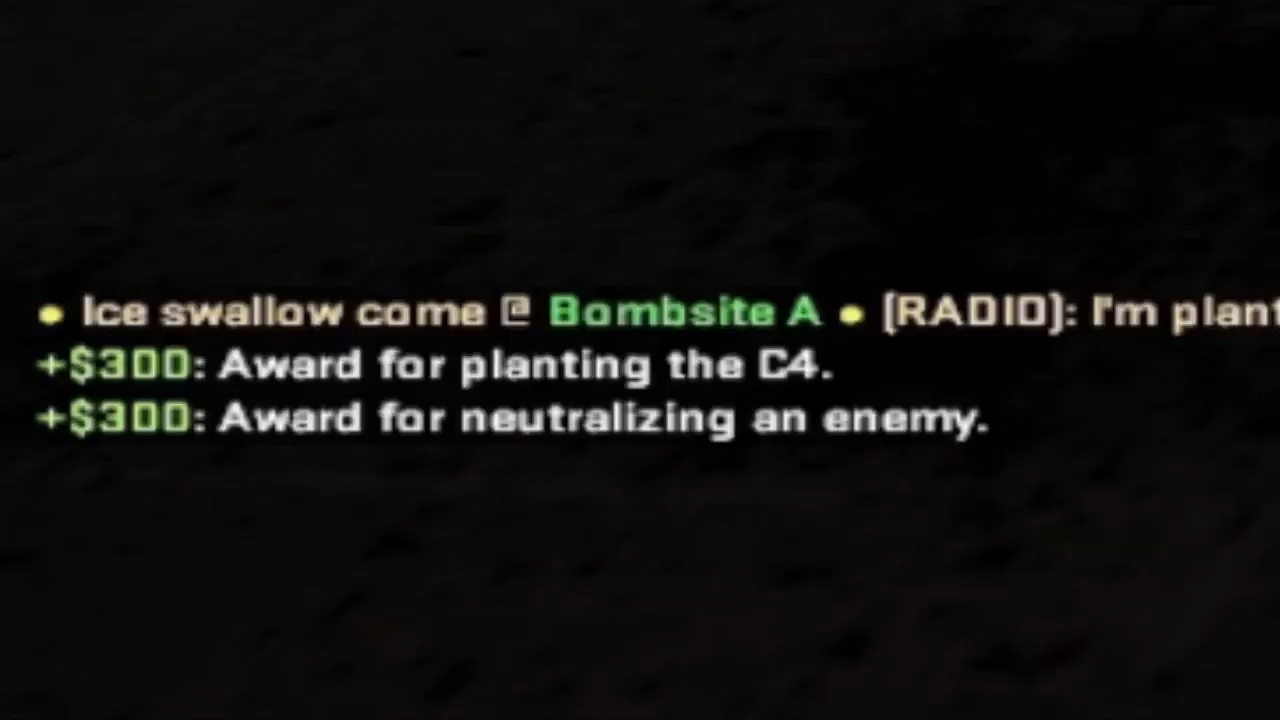 ● Ice swallow come @ Bombsite A ● (RADIO): I'm plant
+$300: Award for planting the C4.
+$300: Award for neutralizing an enemy.